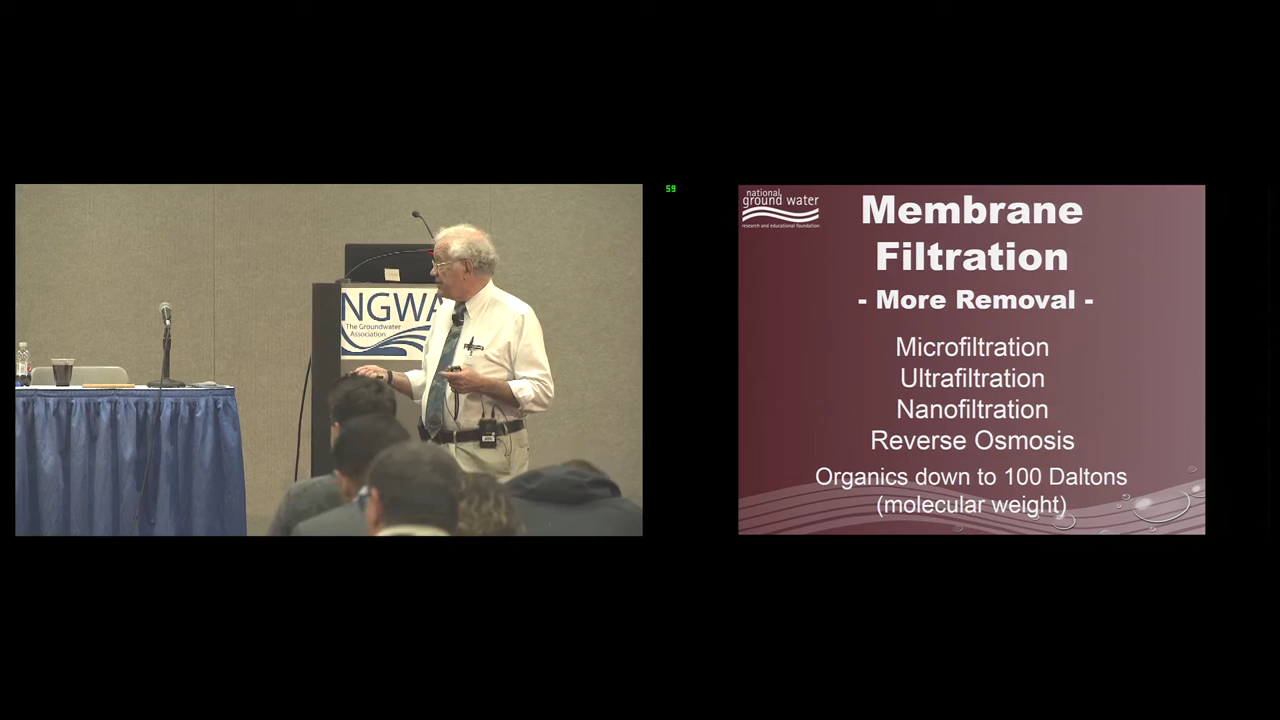 NGWA
The Groundwater
Association
59
national
ground water
research and educational foundation
Membrane
Filtration
- More Removal -
Microfiltration
Ultrafiltration
Nanofiltration
Reverse Osmosis
Organics down to 100 Daltons
(molecular weight)